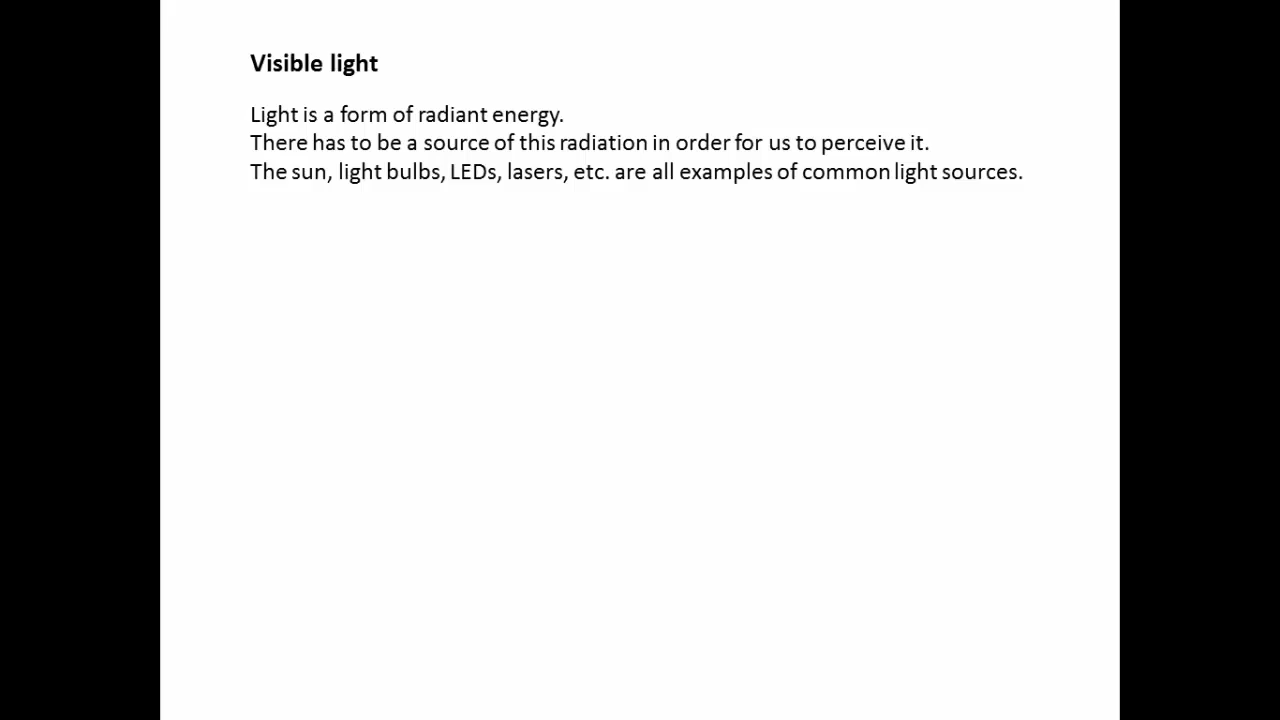 Visible light
Light is a form of radiant energy.
There has to be a source of this radiation in order for us to perceive it.
The sun, light bulbs, LEDs, lasers, etc. are all examples of common light sources.